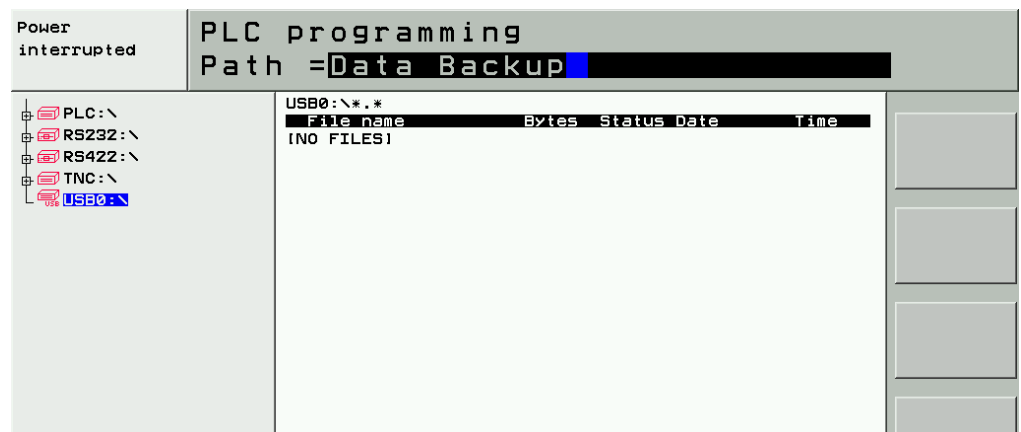 Power
interrupted
PLC programming
Path =Data Backup
PLC:\
RS232:\
RS422:\
TNC:\
USB0:\
USB
USB0:\*.*
File name Bytes Status Date Time
[NO FILES]